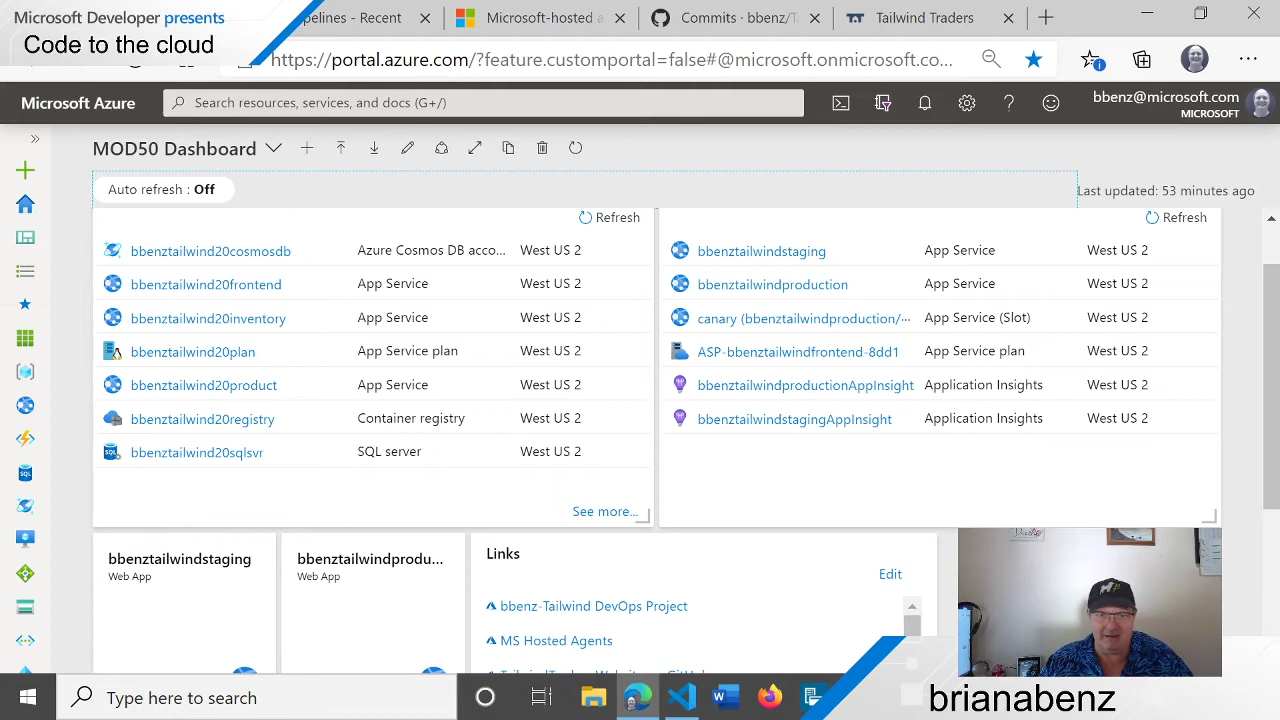 Microsoft Developer presents
Code to the cloud
pelines - Recent
Microsoft-hosted a
Commits · bbenz/T
Tailwind Traders
https://portal.azure.com/?feature.customportal=false#@microsoft.onmicrosoft.co...
Microsoft Azure
Search resources, services, and docs (G+/)
bbenz@microsoft.com
MICROSOFT
MOD50 Dashboard
Auto refresh : Off
Last updated: 53 minutes ago
Refresh
bbenztailwind20cosmosdb Azure Cosmos DB acco... West US 2
bbenztailwind20frontend App Service West US 2
bbenztailwind20inventory App Service West US 2
bbenztailwind20plan App Service plan West US 2
bbenztailwind20product App Service West US 2
bbenztailwind20registry Container registry West US 2
bbenztailwind20sqlsvr SQL server West US 2
See more...
Refresh
bbenztailwindstaging App Service West US 2
bbenztailwindproduction App Service West US 2
canary (bbenztailwindproduction/... App Service (Slot) West US 2
ASP-bbenztailwindfrontend-8dd1 App Service plan West US 2
bbenztailwindproductionAppInsight Application Insights West US 2
bbenztailwindstagingAppInsight Application Insights West US 2
bbenztailwindstaging
Web App
bbenztailwindprodu...
Web App
Links
Edit
bbenz-Tailwind DevOps Project
MS Hosted Agents
Type here to search
brianabenz